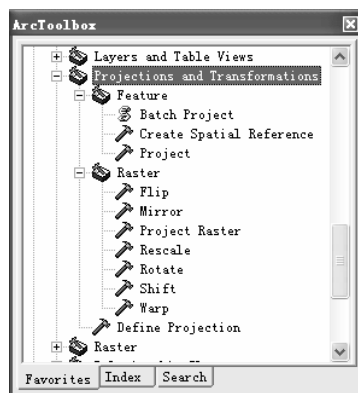 ArcToolbox
Layers and Table Views
Projections and Transformations
Feature
Batch Project
Create Spatial Reference
Project
Raster
Flip
Mirror
Project Raster
Rescale
Rotate
Shift
Warp
Define Projection
Raster
Favorites Index Search